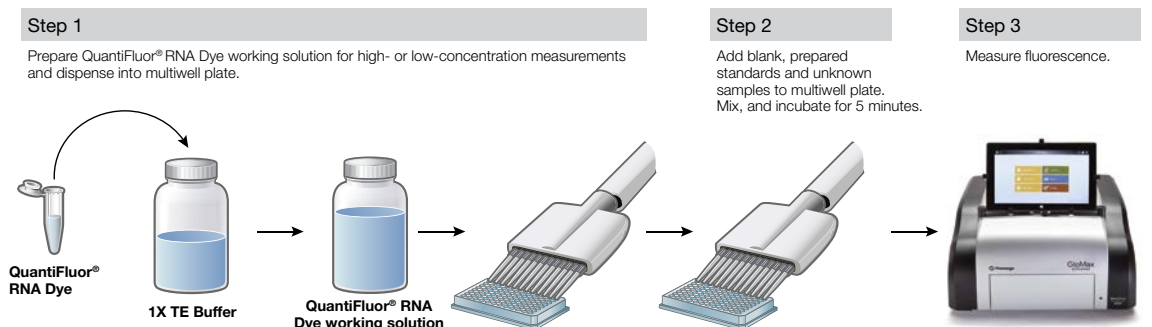 Step 1
Prepare QuantiFluor® RNA Dye working solution for high- or low-concentration measurements
and dispense into multiwell plate.
Step 2
Add blank, prepared
standards and unknown
samples to multiwell plate.
Mix, and incubate for 5 minutes.
Step 3
Measure fluorescence.
QuantiFluor®
RNA Dye
1X TE Buffer
QuantiFluor® RNA
Dye working solution
Promega
GloMax